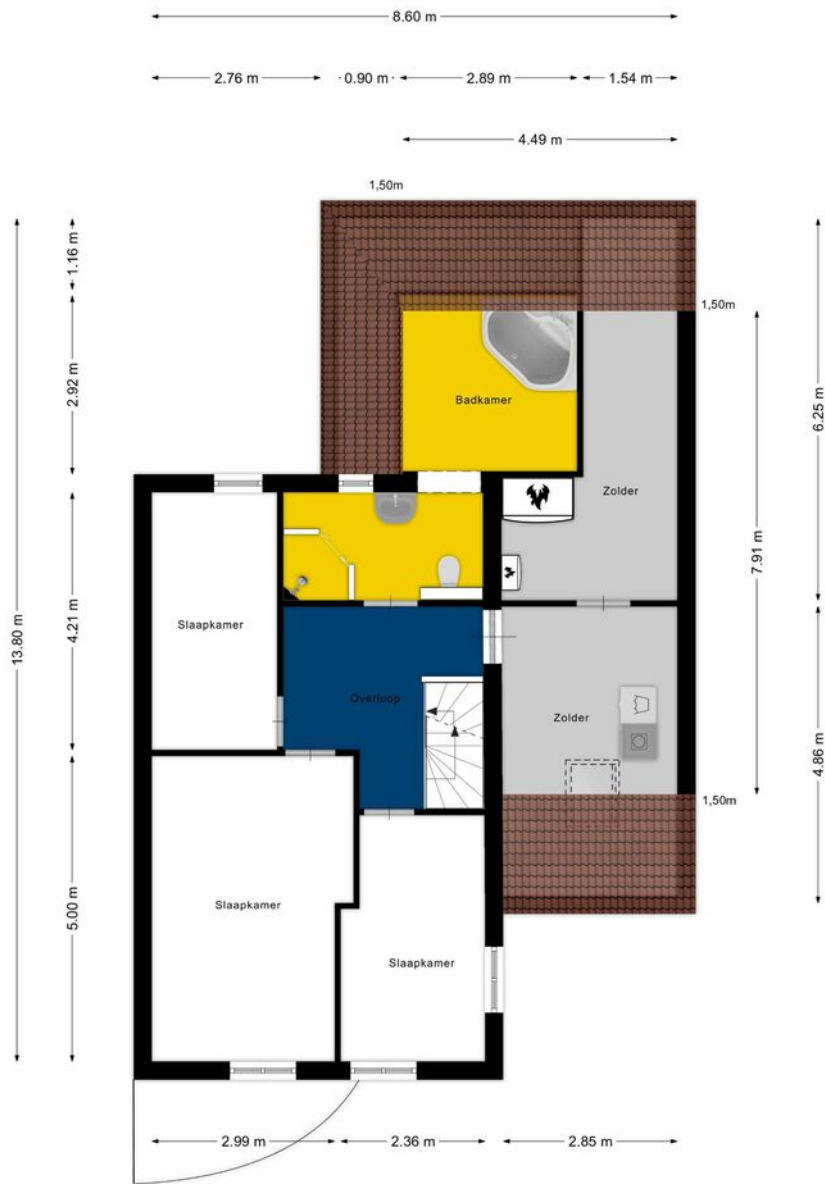 8.60 m
2.76 m
0.90 m
2.89 m
1.54 m
4.49 m
1,50m
1.16 m
1,50m
2.92 m
Badkamer
6.25 m
Zolder
7.91 m
13.80 m
4.21 m
Slaapkamer
Overloop
Zolder
4.86 m
1,50m
5.00 m
Slaapkamer
Slaapkamer
2.99 m
2.36 m
2.85 m